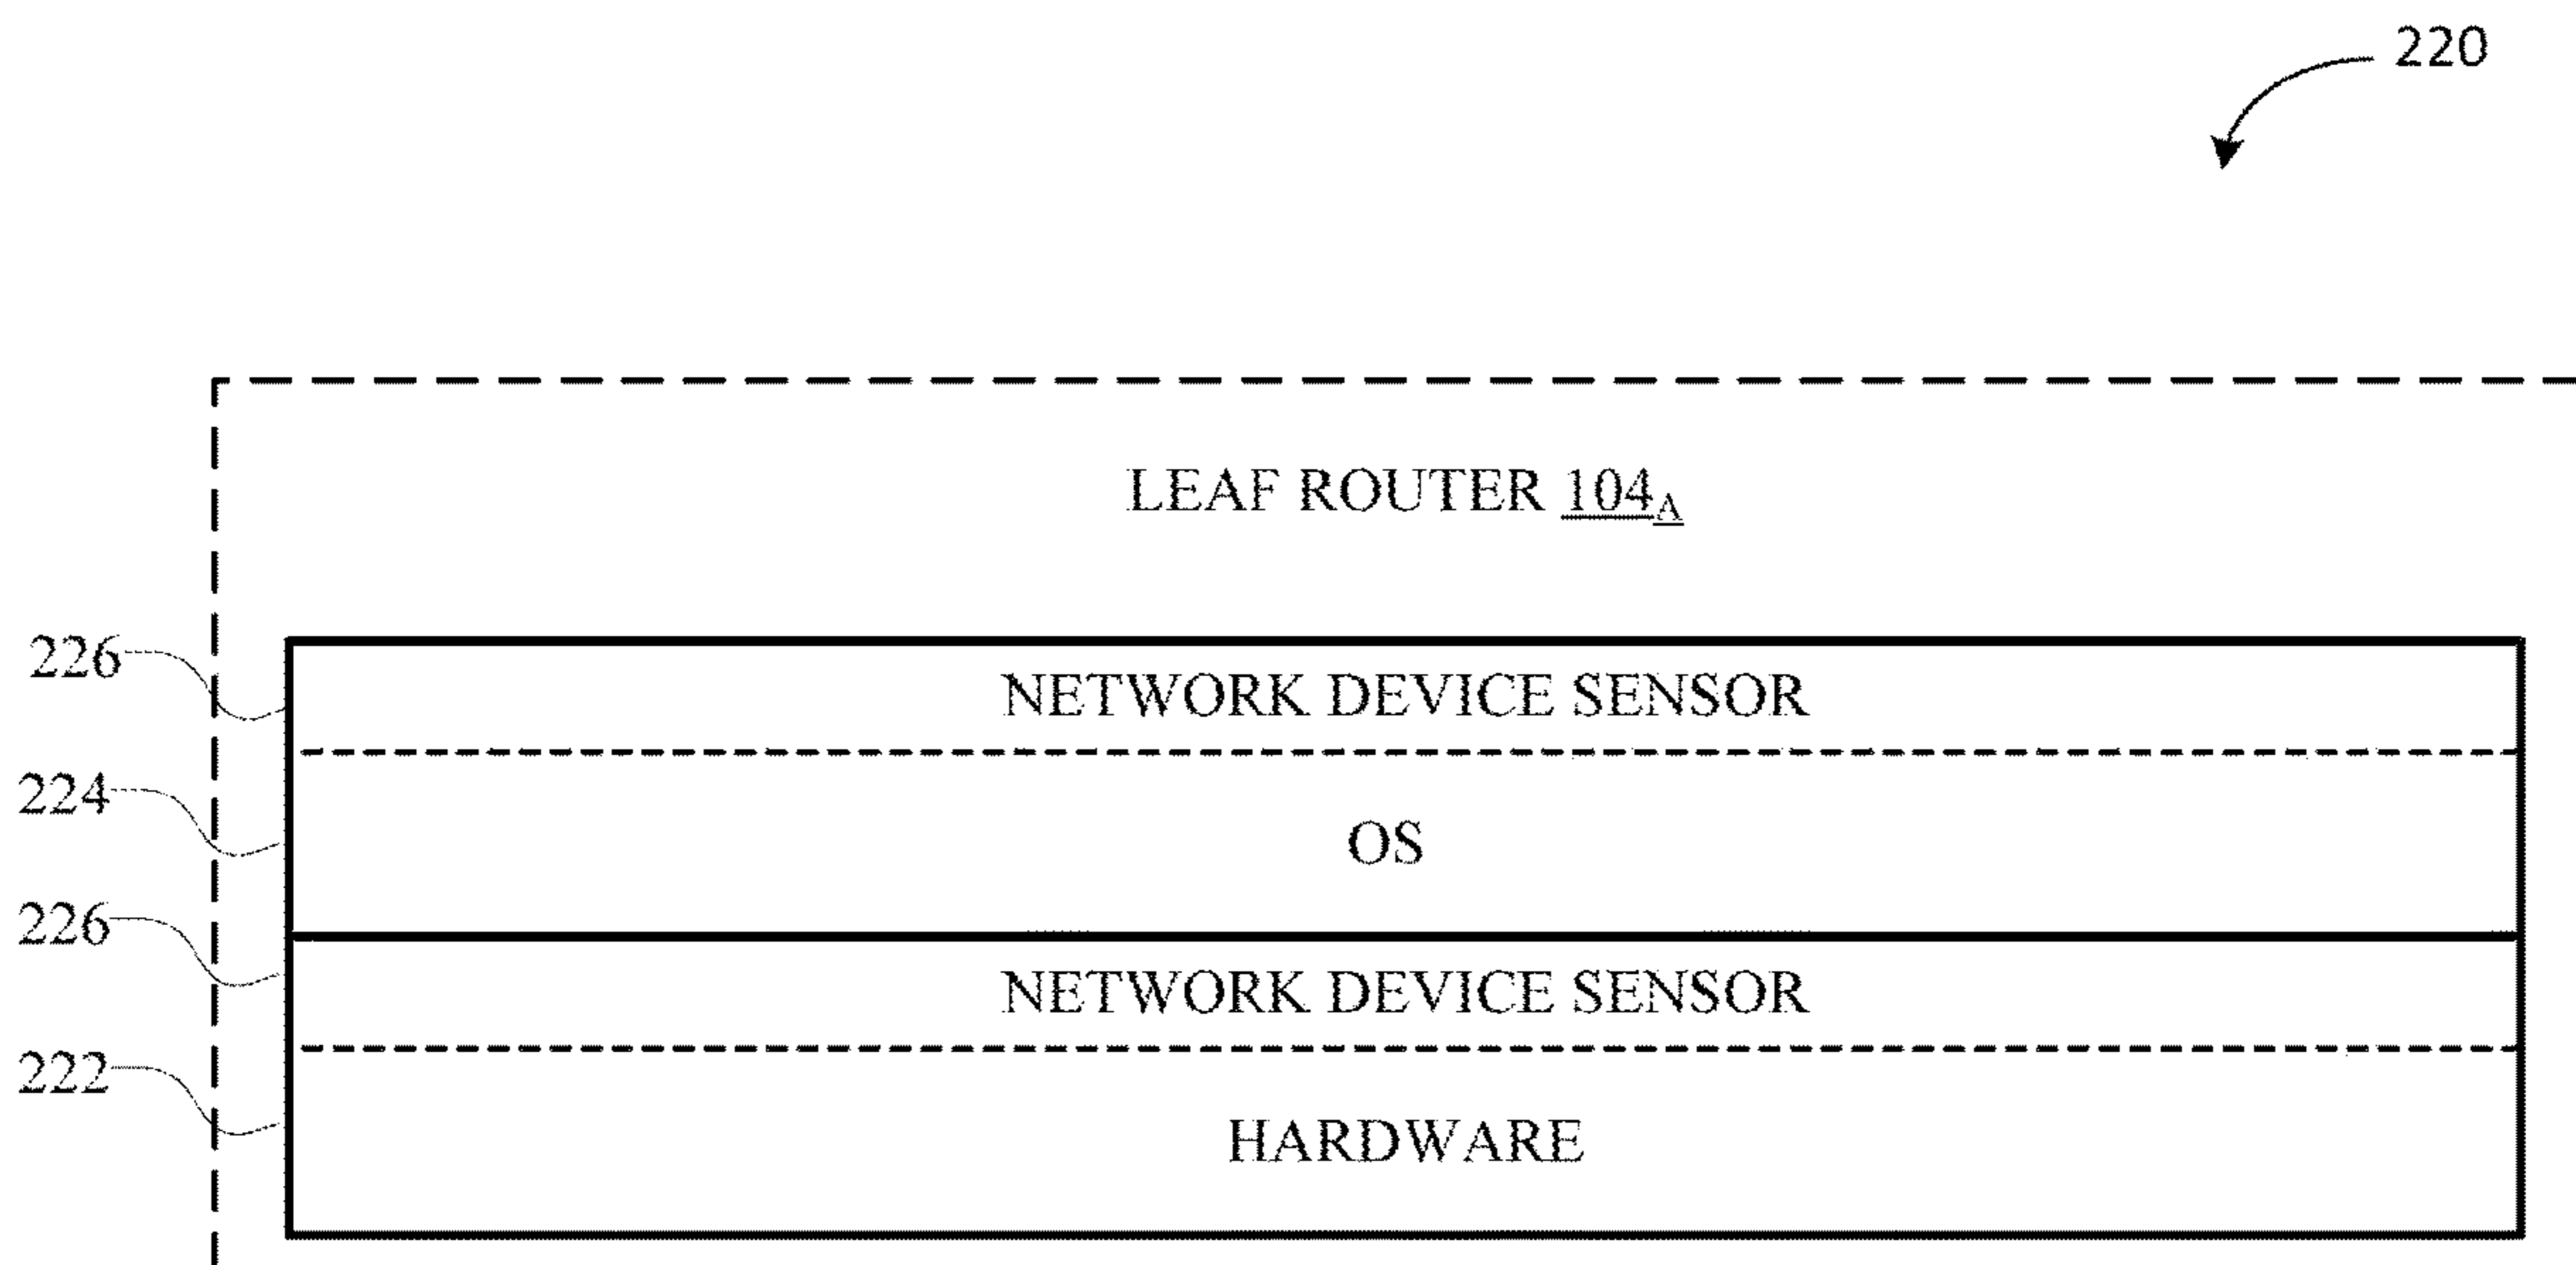 220
LEAF ROUTER 104A
226
NETWORK DEVICE SENSOR
224
OS
226
NETWORK DEVICE SENSOR
222
HARDWARE